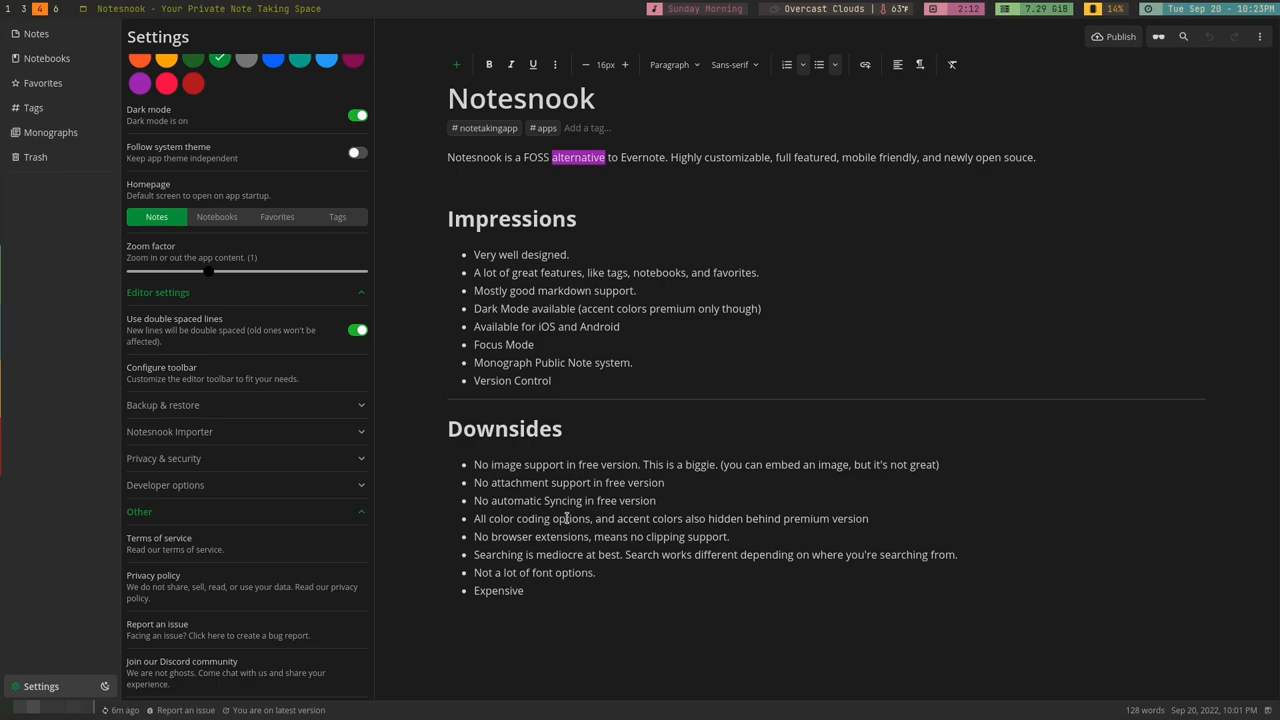 1 3 4 6 Notesnook - Your Private Note Taking Space Sunday Morning Overcast Clouds | 63°F 2:12 7.29 GiB 14% Tue Sep 20 - 10:23PM
Notes
Notebooks
Favorites
Tags
Monographs
Trash
Settings
Settings
Dark mode
Dark mode is on
Follow system theme
Keep app theme independent
Homepage
Default screen to open on app startup.
Notes Notebooks Favorites Tags
Zoom factor
Zoom in or out the app content. (1)
Editor settings
Use double spaced lines
New lines will be double spaced (old ones won't be
affected).
Configure toolbar
Customize the editor toolbar to fit your needs.
Backup & restore
Notesnook Importer
Privacy & security
Developer options
Other
Terms of service
Read our terms of service.
Privacy policy
We do not share, sell, read, or use your data. Read our privacy
policy.
Report an issue
Facing an issue? Click here to create a bug report.
Join our Discord community
We are not ghosts. Come chat with us and share your
experience.
Publish
B I U 16px Paragraph Sans-serif
Notesnook
# notetakingapp # apps Add a tag...
Notesnook is a FOSS alternative to Evernote. Highly customizable, full featured, mobile friendly, and newly open souce.
Impressions
• Very well designed.
• A lot of great features, like tags, notebooks, and favorites.
• Mostly good markdown support.
• Dark Mode available (accent colors premium only though)
• Available for iOS and Android
• Focus Mode
• Monograph Public Note system.
• Version Control
Downsides
• No image support in free version. This is a biggie. (you can embed an image, but it's not great)
• No attachment support in free version
• No automatic Syncing in free version
• All color coding options, and accent colors also hidden behind premium version
• No browser extensions, means no clipping support.
• Searching is mediocre at best. Search works different depending on where you're searching from.
• Not a lot of font options.
• Expensive
6m ago Report an issue You are on latest version 128 words Sep 20, 2022, 10:01 PM